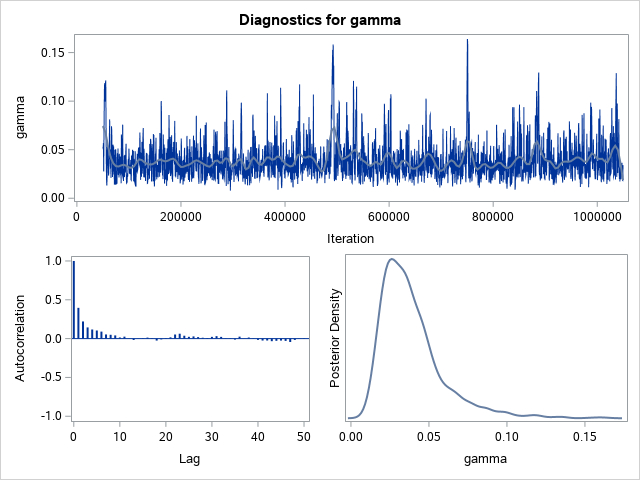 Diagnostics for gamma
gamma
0.15
0.10
0.05
0.00
0 200000 400000 600000 800000 1000000
Iteration
Autocorrelation
1.0
0.5
0.0
-0.5
-1.0
0 10 20 30 40 50
Lag
Posterior Density
0.00 0.05 0.10 0.15
gamma